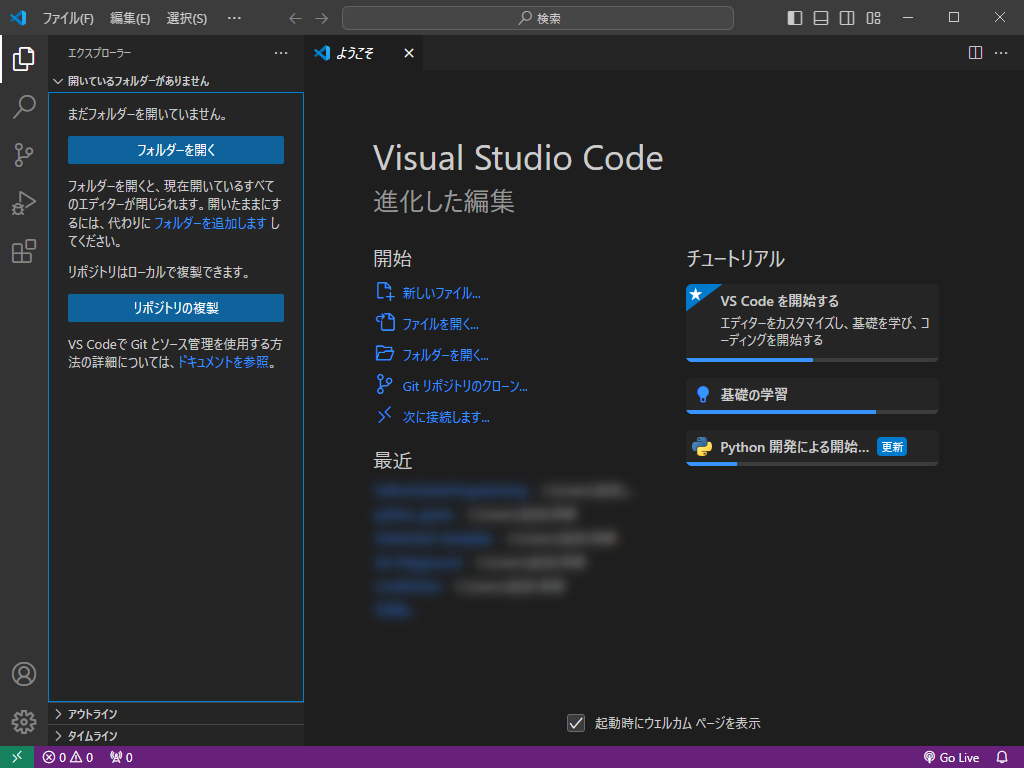 ファイル(F) 編集(E) 選択(S) ⋯
検索
エクスプローラー
ようこそ
開いているフォルダーがありません
まだフォルダーを開いていません。
フォルダーを開く
フォルダーを開くと、現在開いているすべて
のエディターが閉じられます。開いたままにす
るには、代わりに フォルダーを追加します し
てください。
リポジトリはローカルで複製できます。
リポジトリの複製
VS Codeで Git とソース管理を使用する方
法の詳細については、ドキュメントを参照。
アウトライン
タイムライン
Visual Studio Code
進化した編集
開始
新しいファイル...
ファイルを開く...
フォルダーを開く...
Git リポジトリのクローン...
次に接続します...
最近
チュートリアル
VS Code を開始する
エディターをカスタマイズし、基礎を学び、コ
ーディングを開始する
基礎の学習
Python 開発による開始... 更新
起動時にウェルカム ページを表示
0 0 0
Go Live